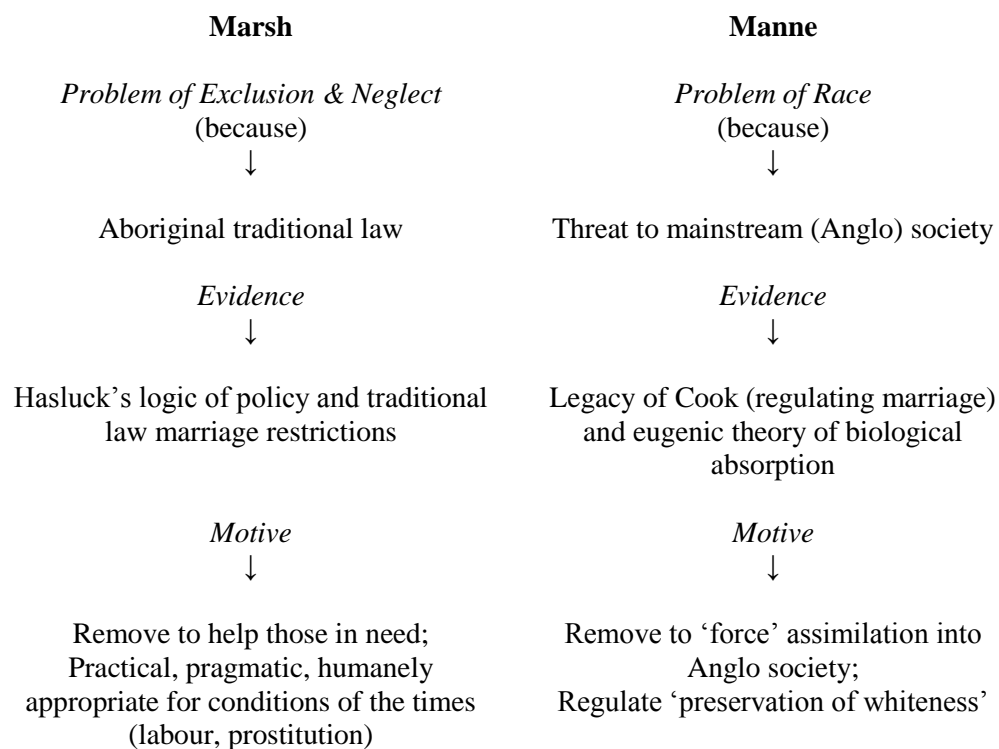 Marsh
Problem of Exclusion & Neglect
(because)
↓
Aboriginal traditional law
Evidence
↓
Hasluck’s logic of policy and traditional
law marriage restrictions
Motive
↓
Remove to help those in need;
Practical, pragmatic, humanely
appropriate for conditions of the times
(labour, prostitution)
Manne
Problem of Race
(because)
↓
Threat to mainstream (Anglo) society
Evidence
↓
Legacy of Cook (regulating marriage)
and eugenic theory of biological
absorption
Motive
↓
Remove to ‘force’ assimilation into
Anglo society;
Regulate ‘preservation of whiteness’